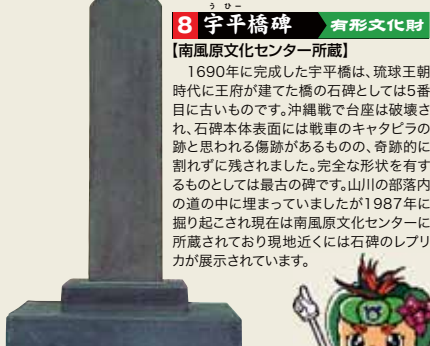 うひー
8 宇平橋碑 有形文化財
【南風原文化センター所蔵】
1690年に完成した宇平橋は、琉球王朝
時代に王府が建てた橋の石碑としては5番
目に古いものです。沖縄戦で台座は破壊さ
れ、石碑本体表面には戦車のキャタピラの
跡と思われる傷跡があるものの、奇跡的に
割れずに残されました。完全な形状を有す
るものとしては最古の碑です。山川の部落内
の道の中に埋まっていましたが1987年に
掘り起こされ現在は南風原文化センターに
所蔵されており現地近くには石碑のレプリ
カが展示されています。